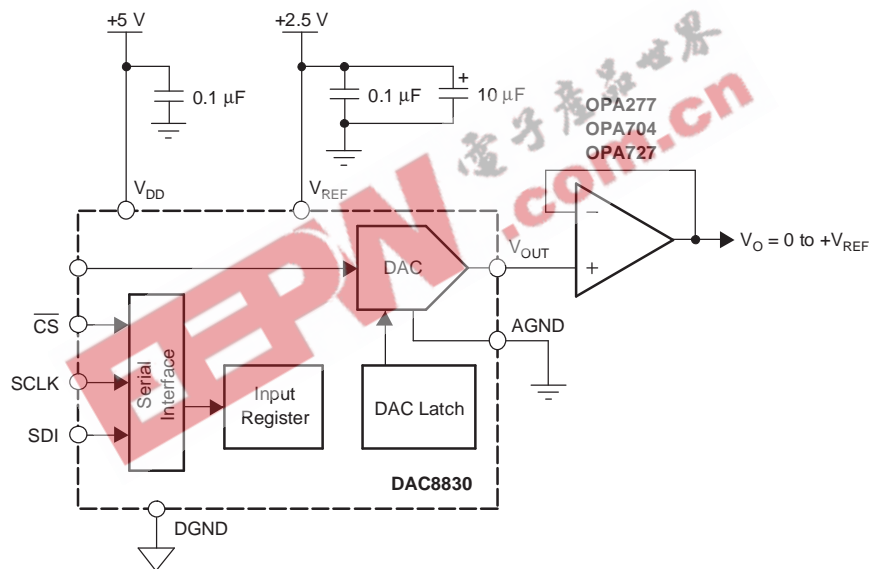 +5 V
+2.5 V
0.1 μF
0.1 μF
+
10 μF
OPA277
OPA704
OPA727
VDD
VREF
DAC
VOUT
−
+
VO = 0 to +VREF
CS
SCLK
SDI
Serial
Interface
Input
Register
DAC Latch
AGND
DAC8830
DGND
EEPW
.com.cn
電子產品世界